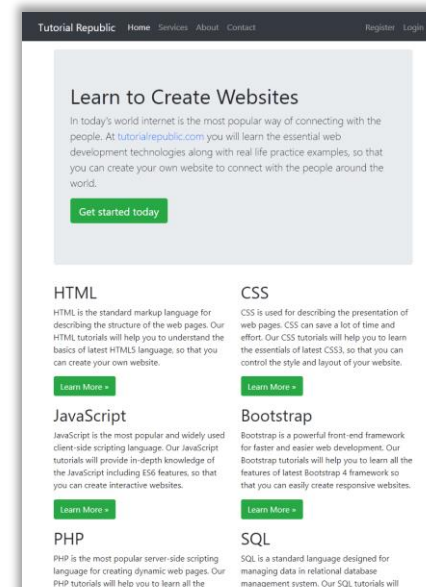 Tutorial Republic Home Services About Contact Register Login
Learn to Create Websites
In today's world internet is the most popular way of connecting with the
people. At tutorialrepublic.com you will learn the essential web
development technologies along with real life practice examples, so that
you can create your own website to connect with the people around the
world.
Get started today
HTML
HTML is the standard markup language for
describing the structure of the web pages. Our
HTML tutorials will help you to understand the
basics of latest HTML5 language, so that you
can create your own website.
Learn More »
CSS
CSS is used for describing the presentation of
web pages. CSS can save a lot of time and
effort. Our CSS tutorials will help you to learn
the essentials of latest CSS3, so that you can
control the style and layout of your website.
Learn More »
JavaScript
JavaScript is the most popular and widely used
client-side scripting language. Our JavaScript
tutorials will provide in-depth knowledge of
the JavaScript including ES6 features, so that
you can create interactive websites.
Learn More »
Bootstrap
Bootstrap is a powerful front-end framework
for faster and easier web development. Our
Bootstrap tutorials will help you to learn all the
features of latest Bootstrap 4 framework so
that you can easily create responsive websites.
Learn More »
PHP
PHP is the most popular server-side scripting
language for creating dynamic web pages. Our
PHP tutorials will help you to learn all the
SQL
SQL is a standard language designed for
managing data in relational database
management system. Our SQL tutorials will